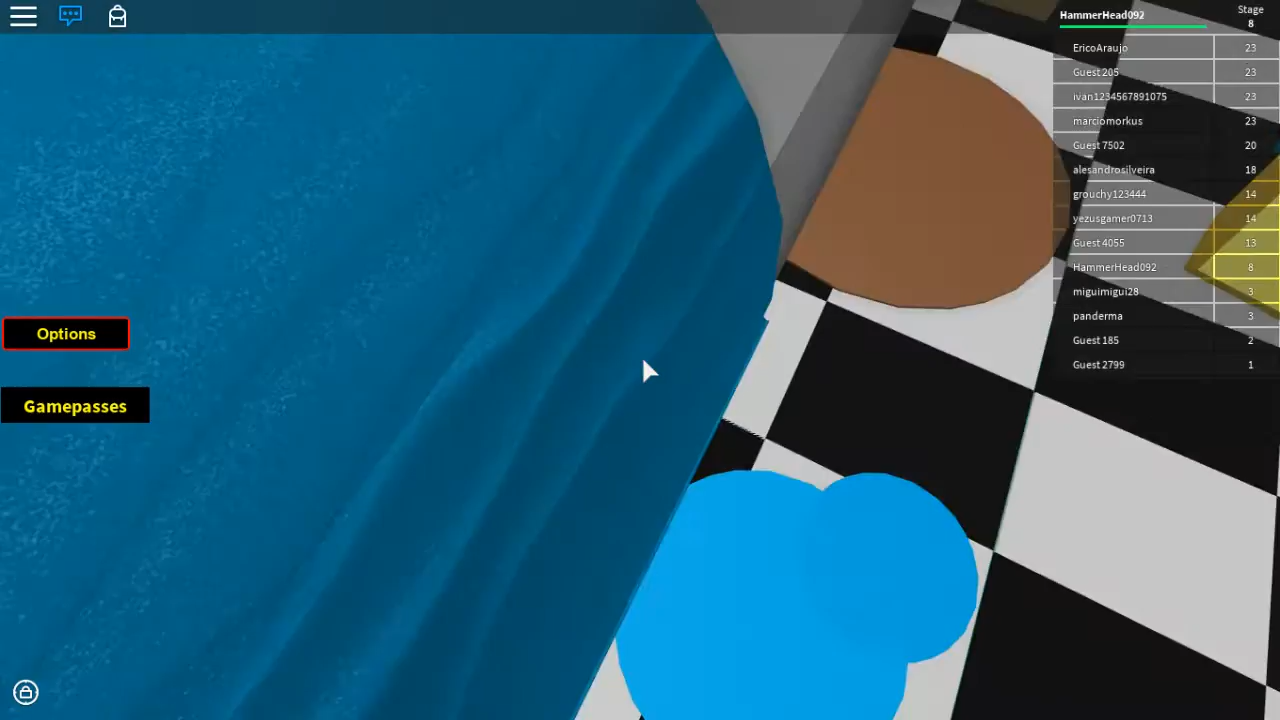 HammerHead092
Stage
8
EricoAraujo 23
Guest 205 23
ivan1234567891075 23
marciomorkus 23
Guest 7502 20
alesandrosilveira 18
grouchy123444 14
yezusgamer0713 14
Guest 4055 13
HammerHead092 8
miguimigui28 3
panderma 3
Guest 185 2
Guest 2799 1
Options
Gamepasses